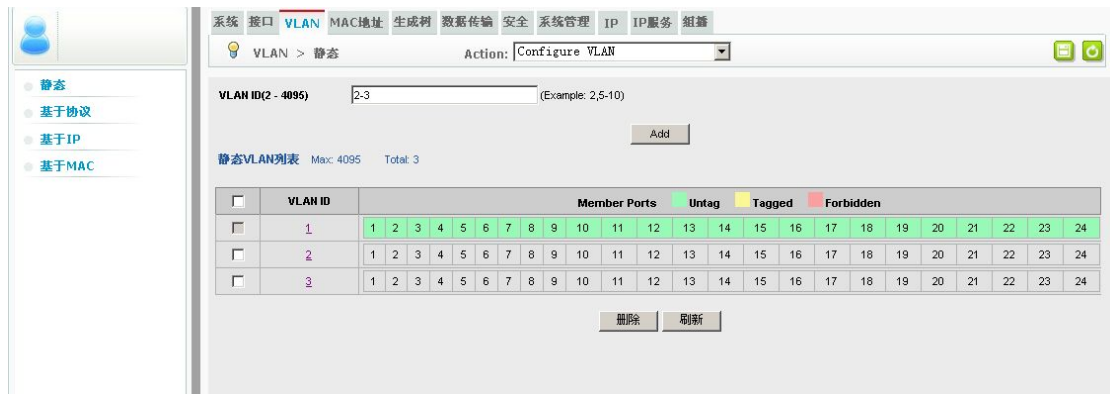 系统 接口 VLAN MAC地址 生成树 数据传输 安全 系统管理 IP IP服务 组播
VLAN > 静态 Action: Configure VLAN
静态
基于协议
基于IP
基于MAC
VLAN ID(2 - 4095) 2-3 (Example: 2,5-10)
Add
静态VLAN列表 Max: 4095 Total: 3
VLAN ID Member Ports Untag Tagged Forbidden
1 1 2 3 4 5 6 7 8 9 10 11 12 13 14 15 16 17 18 19 20 21 22 23 24
2 1 2 3 4 5 6 7 8 9 10 11 12 13 14 15 16 17 18 19 20 21 22 23 24
3 1 2 3 4 5 6 7 8 9 10 11 12 13 14 15 16 17 18 19 20 21 22 23 24
删除 刷新